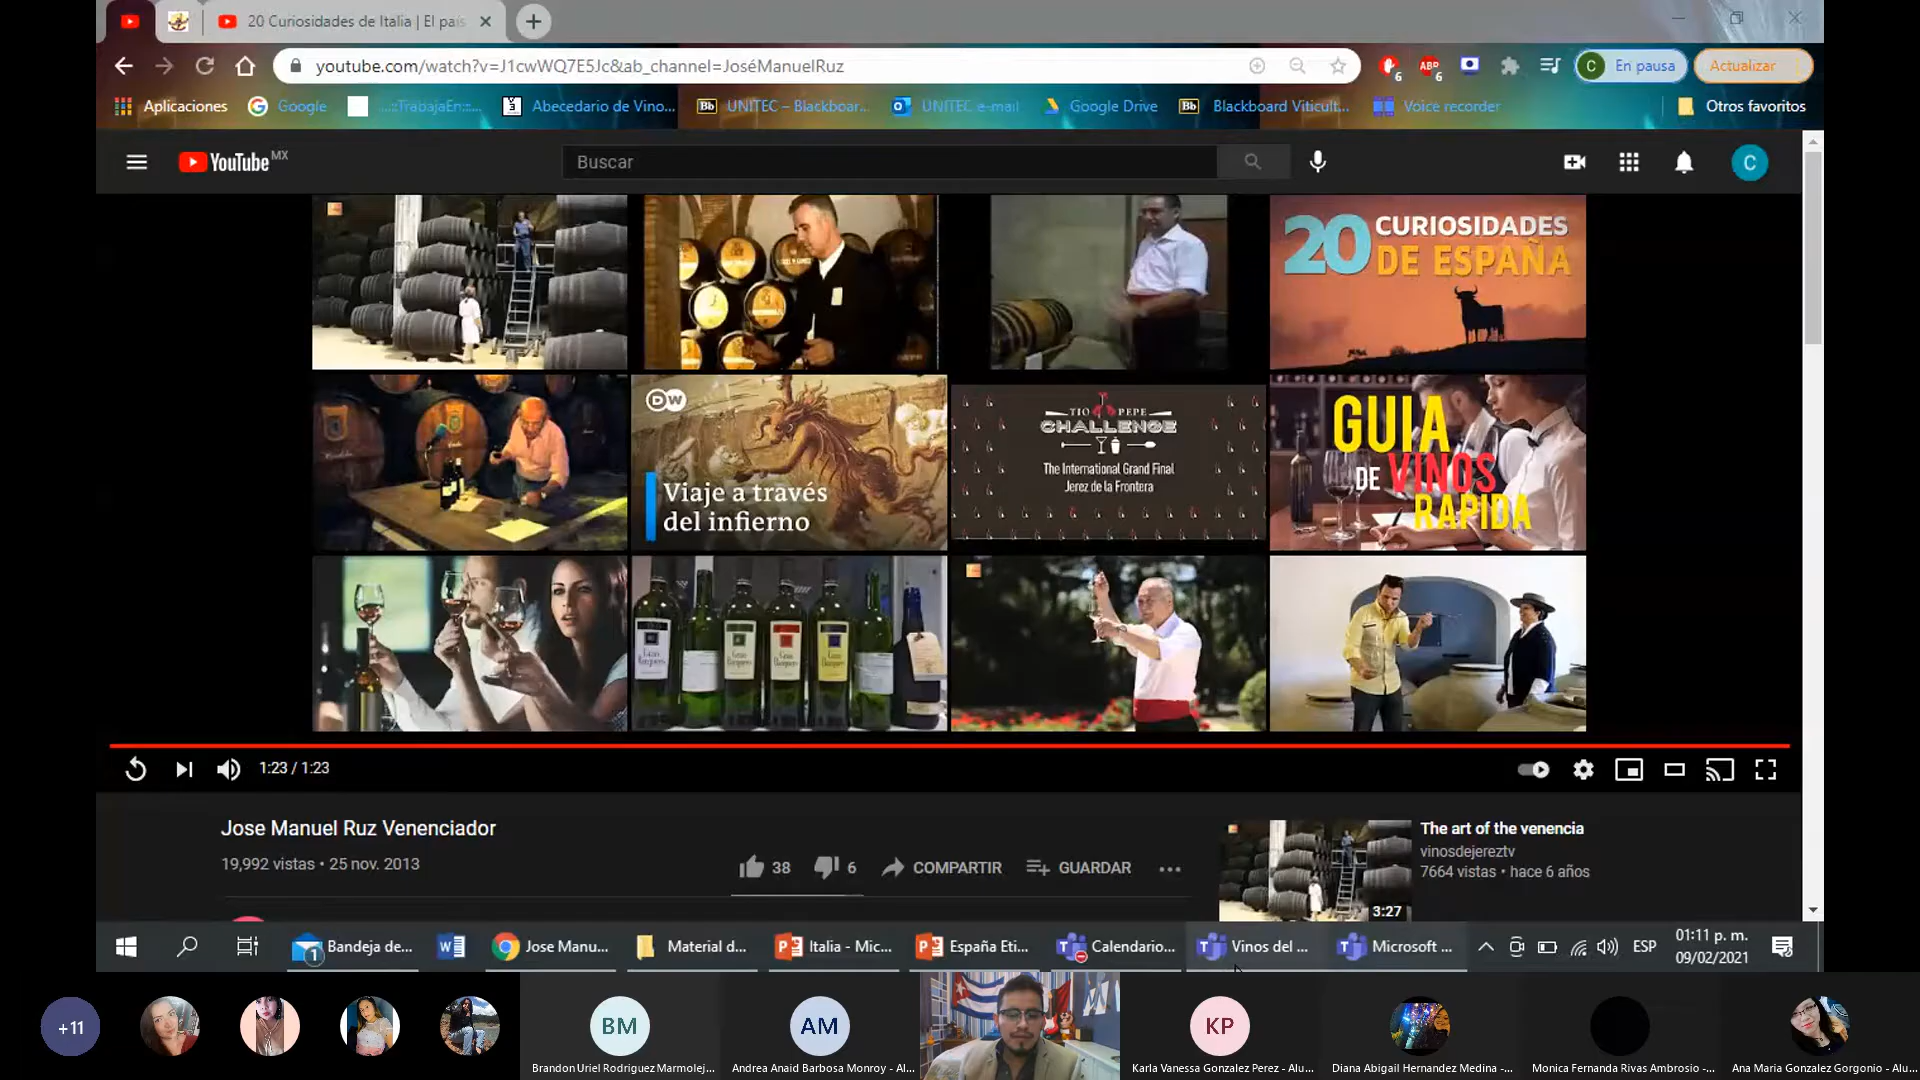 20 Curiosidades de Italia | El país
youtube.com/watch?v=J1cwWQ7E5Jc&ab_channel=JoséManuelRuz
6
ABP
6
C
En pausa
Actualizar
Aplicaciones
Google
...::TrabajaEn::...
Abecedario de Vino...
Bb
UNITEC – Blackboar...
UNITEC e-mail
Google Drive
Bb
Blackboard Viticult...
Voice recorder
Otros favoritos
YouTube MX
Buscar
C
20 CURIOSIDADES
DE ESPAÑA
DW
Viaje a través
del infierno
TIO PEPE
CHALLENGE
The International Grand Final
Jerez de la Frontera
GUIA
DE VINOS
RAPIDA
1:23 / 1:23
Jose Manuel Ruz Venenciador
19,992 vistas • 25 nov. 2013
38
6
COMPARTIR
GUARDAR
The art of the venencia
vinosdejereztv
7664 vistas • hace 6 años
3:27
1
Bandeja de...
Jose Manu...
Material d...
Italia - Mic...
España Eti...
Calendario...
Vinos del ...
Microsoft ...
ESP
01:11 p. m.
09/02/2021
+11
BM
Brandon Uriel Rodriguez Marmolej...
AM
Andrea Anaid Barbosa Monroy - Al...
KP
Karla Vanessa Gonzalez Perez - Alu...
Diana Abigail Hernandez Medina -...
Monica Fernanda Rivas Ambrosio -...
Ana Maria Gonzalez Gorgonio - Alu...